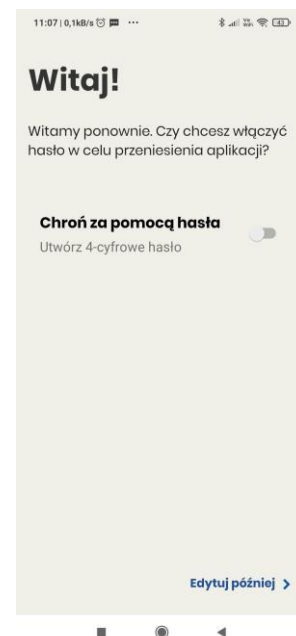 11:07 | 0,1kB/s ···
43
Witaj!
Witamy ponownie. Czy chcesz włączyć
hasło w celu przeniesienia aplikacji?
Chroń za pomocą hasła
Utwórz 4-cyfrowe hasło
Edytuj później